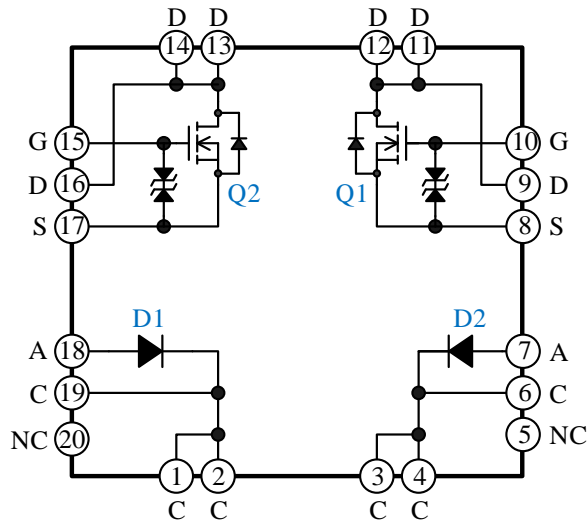 D D D D
14 13 12 11
G 15 10 G
D 16 9 D
Q2 Q1
S 17 8 S
D1 D2
A 18 7 A
C 19 6 C
NC 20 5 NC
1 2 3 4
C C C C